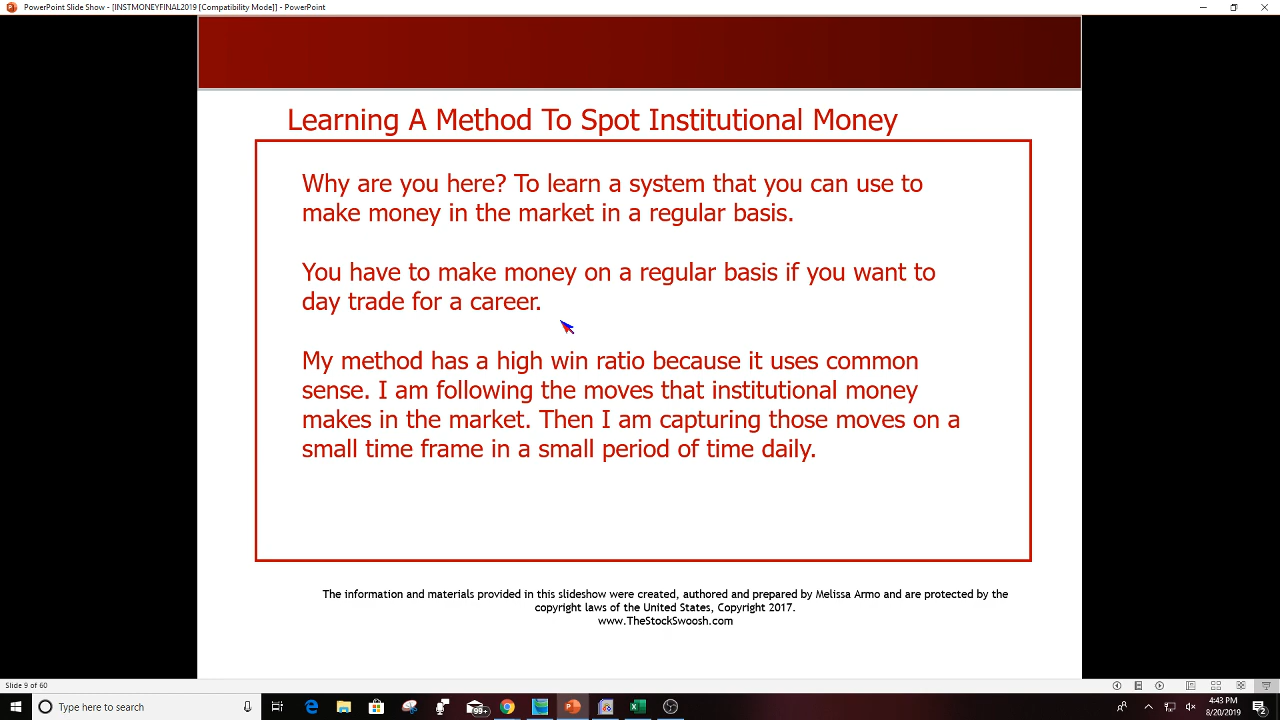 PowerPoint Slide Show - [INSTMONEYFINAL2019 [Compatibility Mode]] - PowerPoint
Learning A Method To Spot Institutional Money
Why are you here? To learn a system that you can use to
make money in the market in a regular basis.
You have to make money on a regular basis if you want to
day trade for a career.
My method has a high win ratio because it uses common
sense. I am following the moves that institutional money
makes in the market. Then I am capturing those moves on a
small time frame in a small period of time daily.
The information and materials provided in this slideshow were created, authored and prepared by Melissa Armo and are protected by the
copyright laws of the United States, Copyright 2017.
www.TheStockSwoosh.com
Slide 9 of 60
Type here to search
99+
4:43 PM
8/20/2019
2